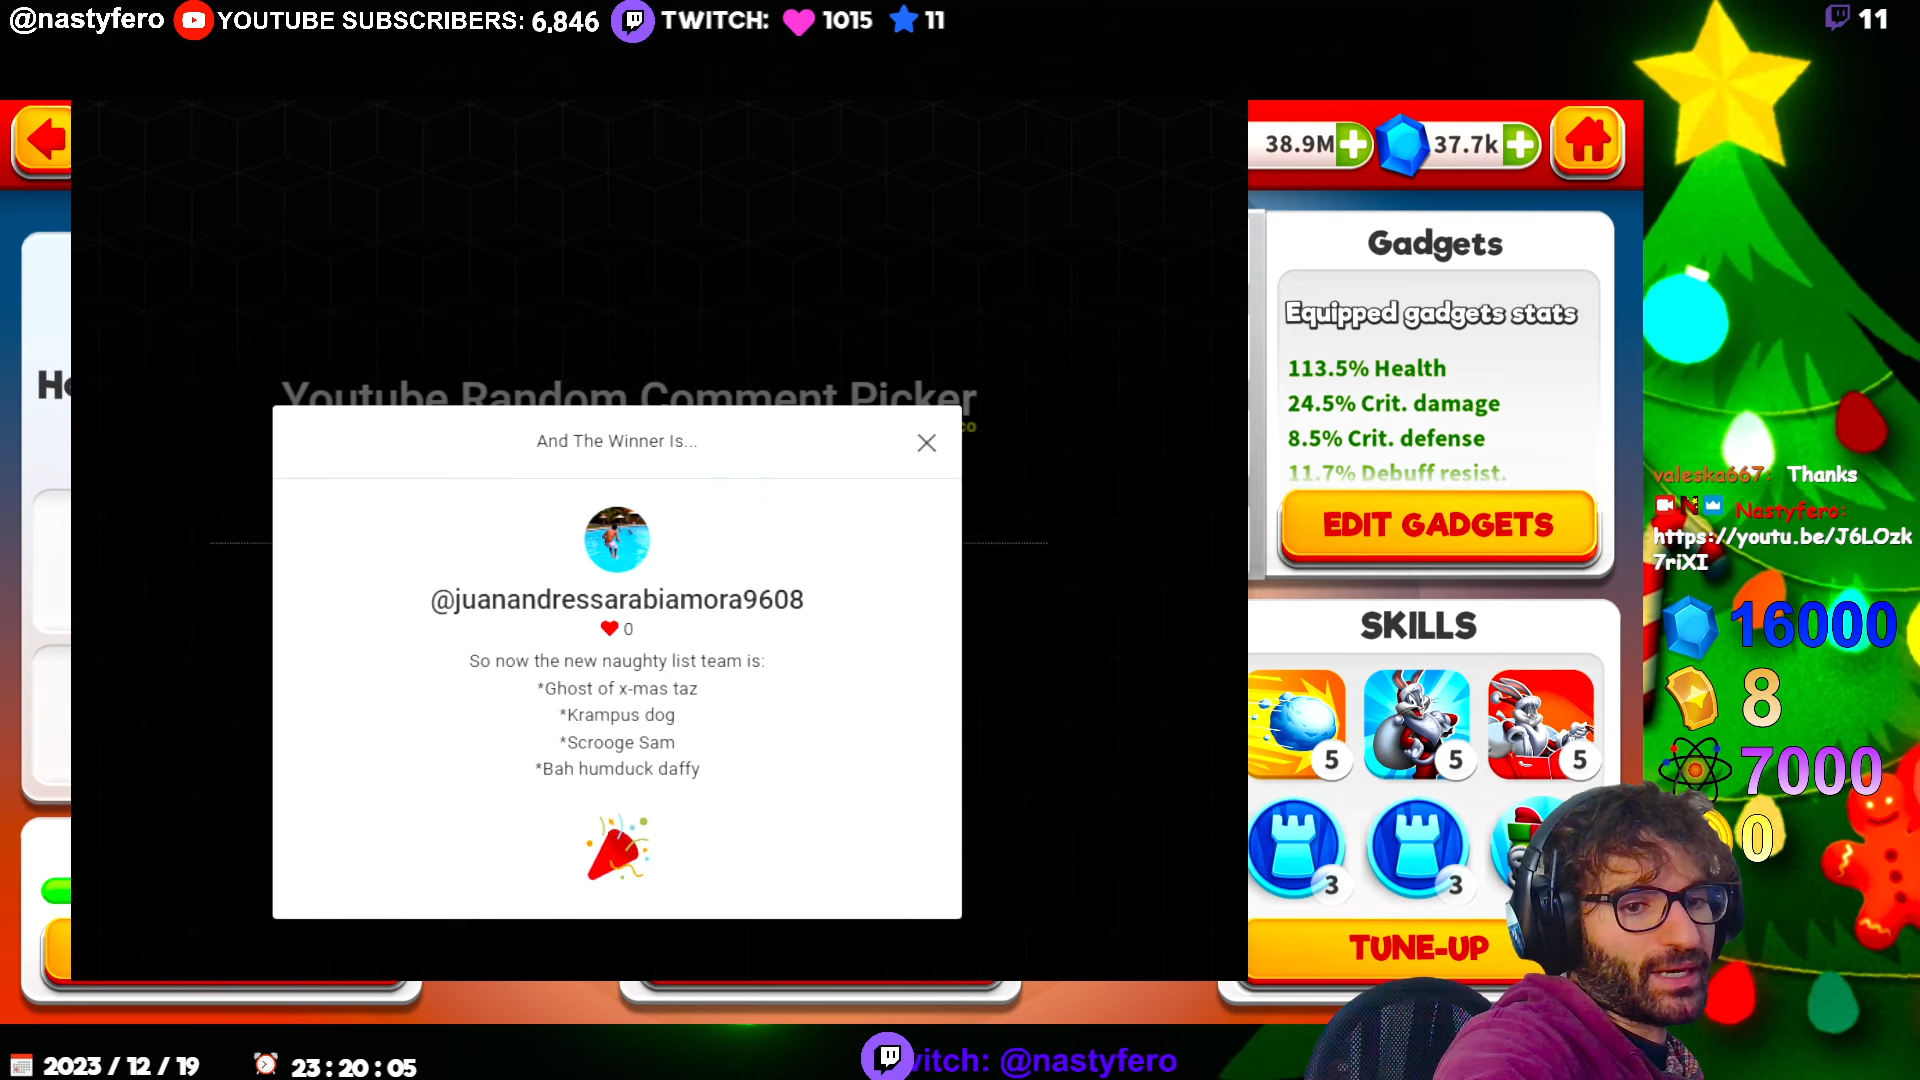 @nastyfero YOUTUBE SUBSCRIBERS: 6,846 TWITCH: 1015 11
11
38.9M 37.7k
Gadgets
Equipped gadgets stats
113.5% Health
24.5% Crit. damage
8.5% Crit. defense
11.7% Debuff resist.
EDIT GADGETS
He
Youtube Random Comment Picker
co
And The Winner Is...
@juanandressarabiamora9608
0
So now the new naughty list team is:
*Ghost of x-mas taz
*Krampus dog
*Scrooge Sam
*Bah humduck daffy
SKILLS
5 5 5
3 3
TUNE-UP
valeska667: Thanks
Nastyfero:
https://youtu.be/J6LOzk
7riXI
16000
8
7000
0
2023 / 12 / 19 23:20:05
witch: @nastyfero